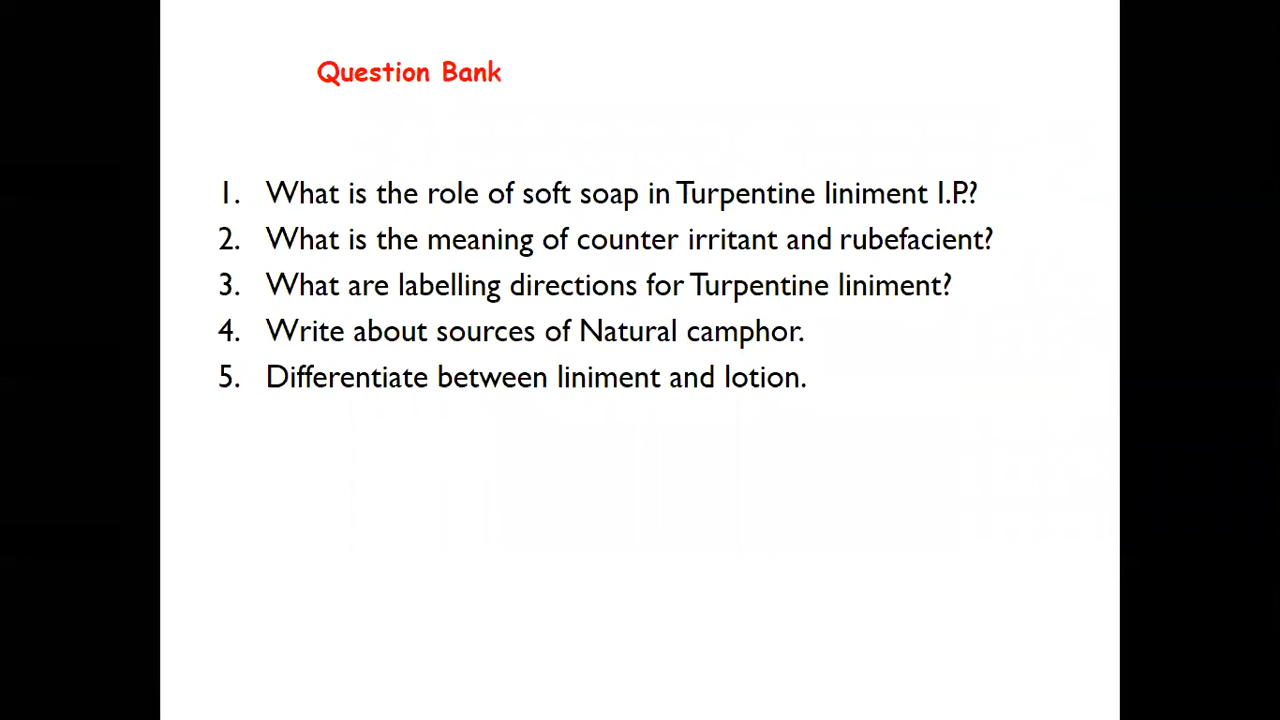 Question Bank
1. What is the role of soft soap in Turpentine liniment I.P.?
2. What is the meaning of counter irritant and rubefacient?
3. What are labelling directions for Turpentine liniment?
4. Write about sources of Natural camphor.
5. Differentiate between liniment and lotion.